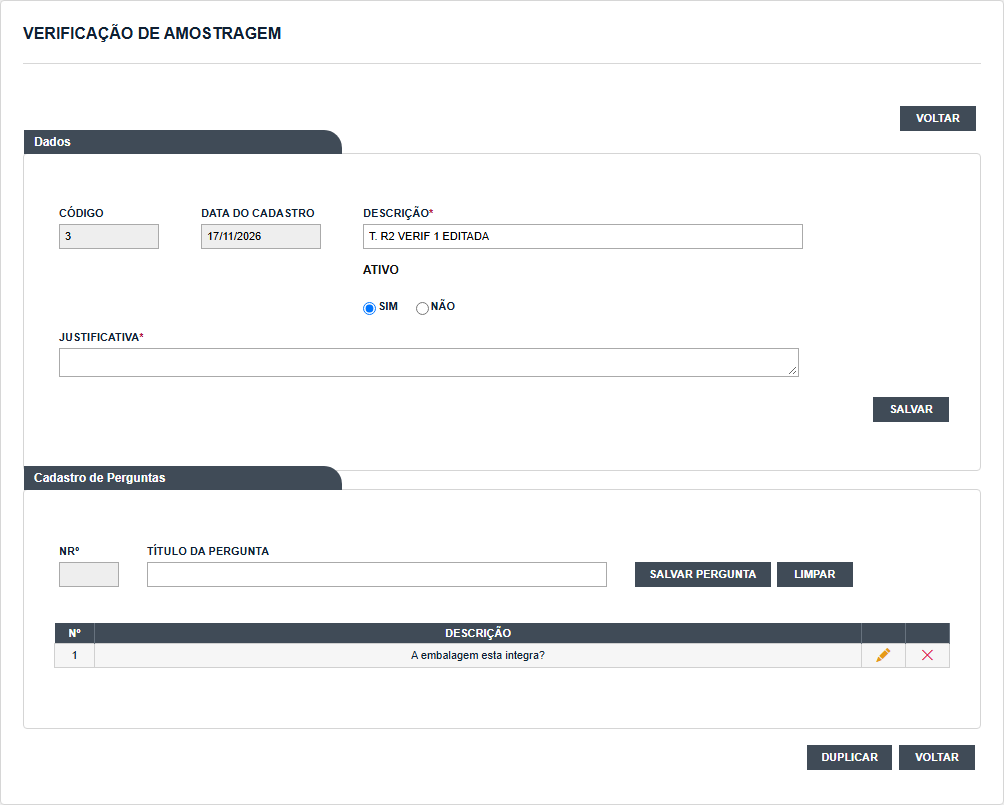 VERIFICAÇÃO DE AMOSTRAGEM
VOLTAR
Dados
CÓDIGO DATA DO CADASTRO DESCRIÇÃO*
3 17/11/2026 T. R2 VERIF 1 EDITADA
ATIVO
SIM NÃO
JUSTIFICATIVA*
SALVAR
Cadastro de Perguntas
NRº TÍTULO DA PERGUNTA
SALVAR PERGUNTA LIMPAR
Nº DESCRIÇÃO
1 A embalagem esta integra?
DUPLICAR VOLTAR